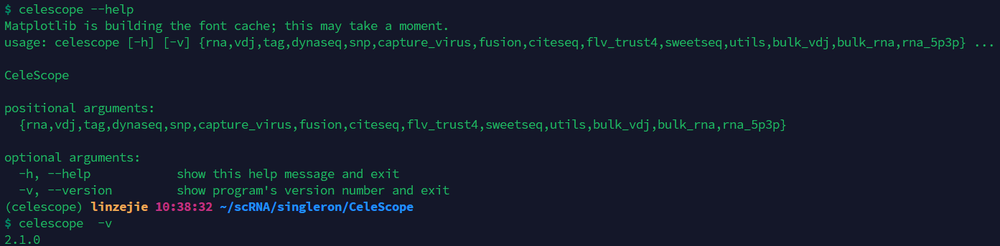 $ celescope --help
Matplotlib is building the font cache; this may take a moment.
usage: celescope [-h] [-v] {rna,vdj,tag,dynaseq,snp,capture_virus,fusion,citeseq,flv_trust4,sweetseq,utils,bulk_vdj,bulk_rna,rna_5p3p} ...
CeleScope
positional arguments:
  {rna,vdj,tag,dynaseq,snp,capture_virus,fusion,citeseq,flv_trust4,sweetseq,utils,bulk_vdj,bulk_rna,rna_5p3p}
optional arguments:
  -h, --help            show this help message and exit
  -v, --version         show program's version number and exit
(celescope) linzejie 10:38:32 ~/scRNA/singleron/CeleScope
$ celescope  -v
2.1.0